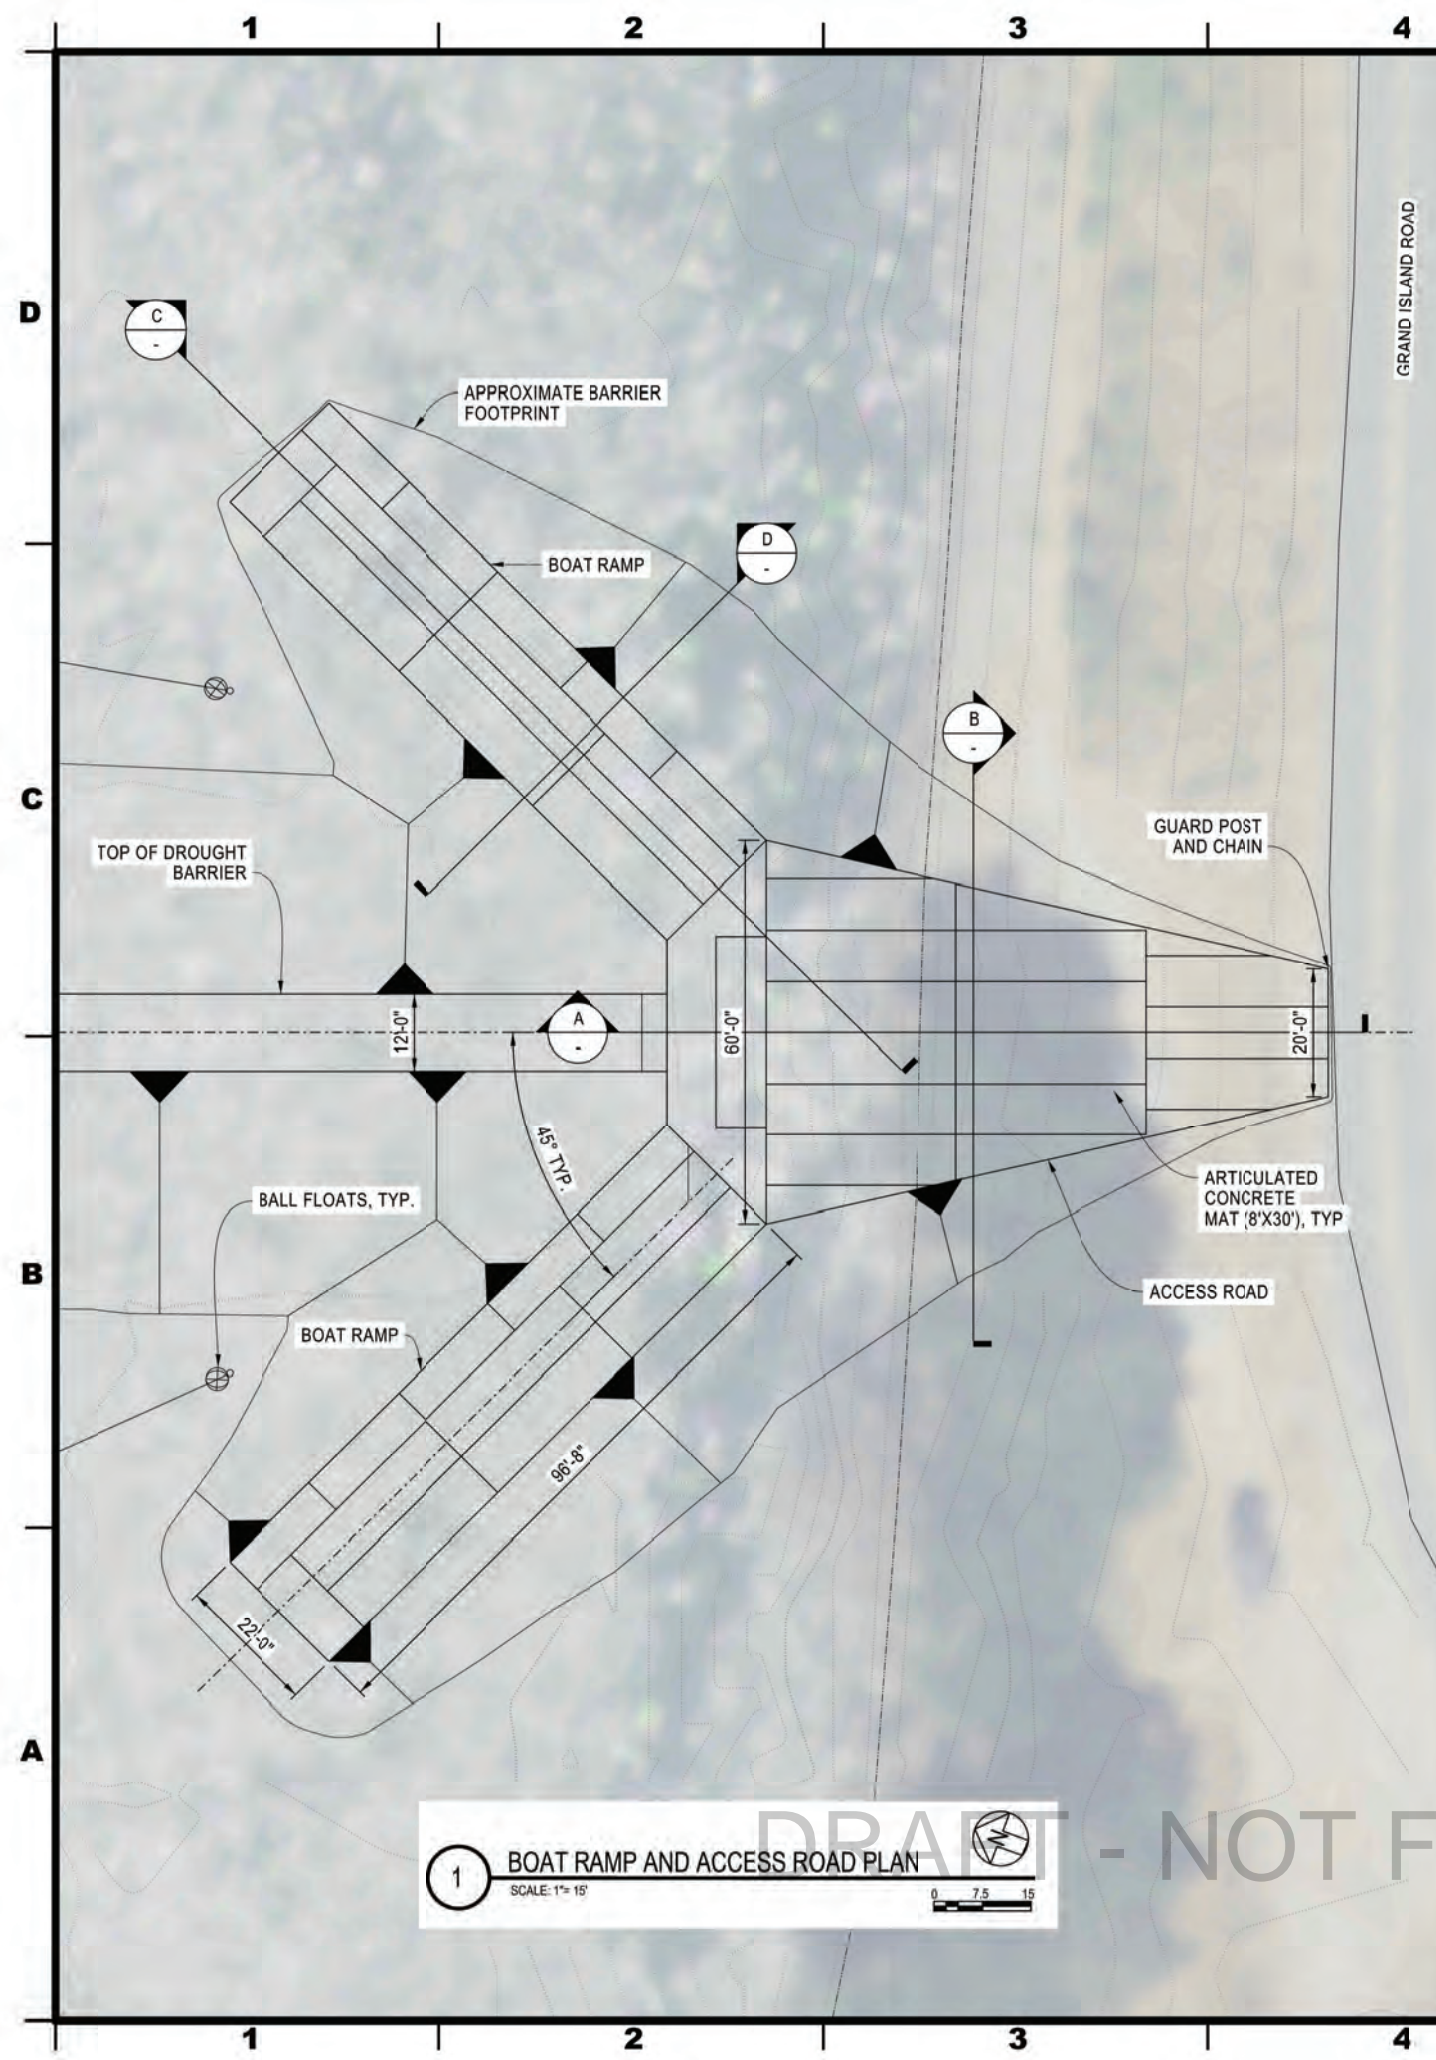 1 2 3 4
D
GRAND ISLAND ROAD
C
-
APPROXIMATE BARRIER
FOOTPRINT
D
-
BOAT RAMP
B
-
C
GUARD POST
AND CHAIN
TOP OF DROUGHT
BARRIER
12'-0"
A
-
60'-0"
20'-0"
45° TYP.
ARTICULATED
CONCRETE
MAT (8'X30'), TYP
BALL FLOATS, TYP.
B
ACCESS ROAD
BOAT RAMP
96'-8"
22'-0"
A
DRAFT - NOT F
N
1
BOAT RAMP AND ACCESS ROAD PLAN
SCALE: 1"= 15'
0 7.5 15
1 2 3 4